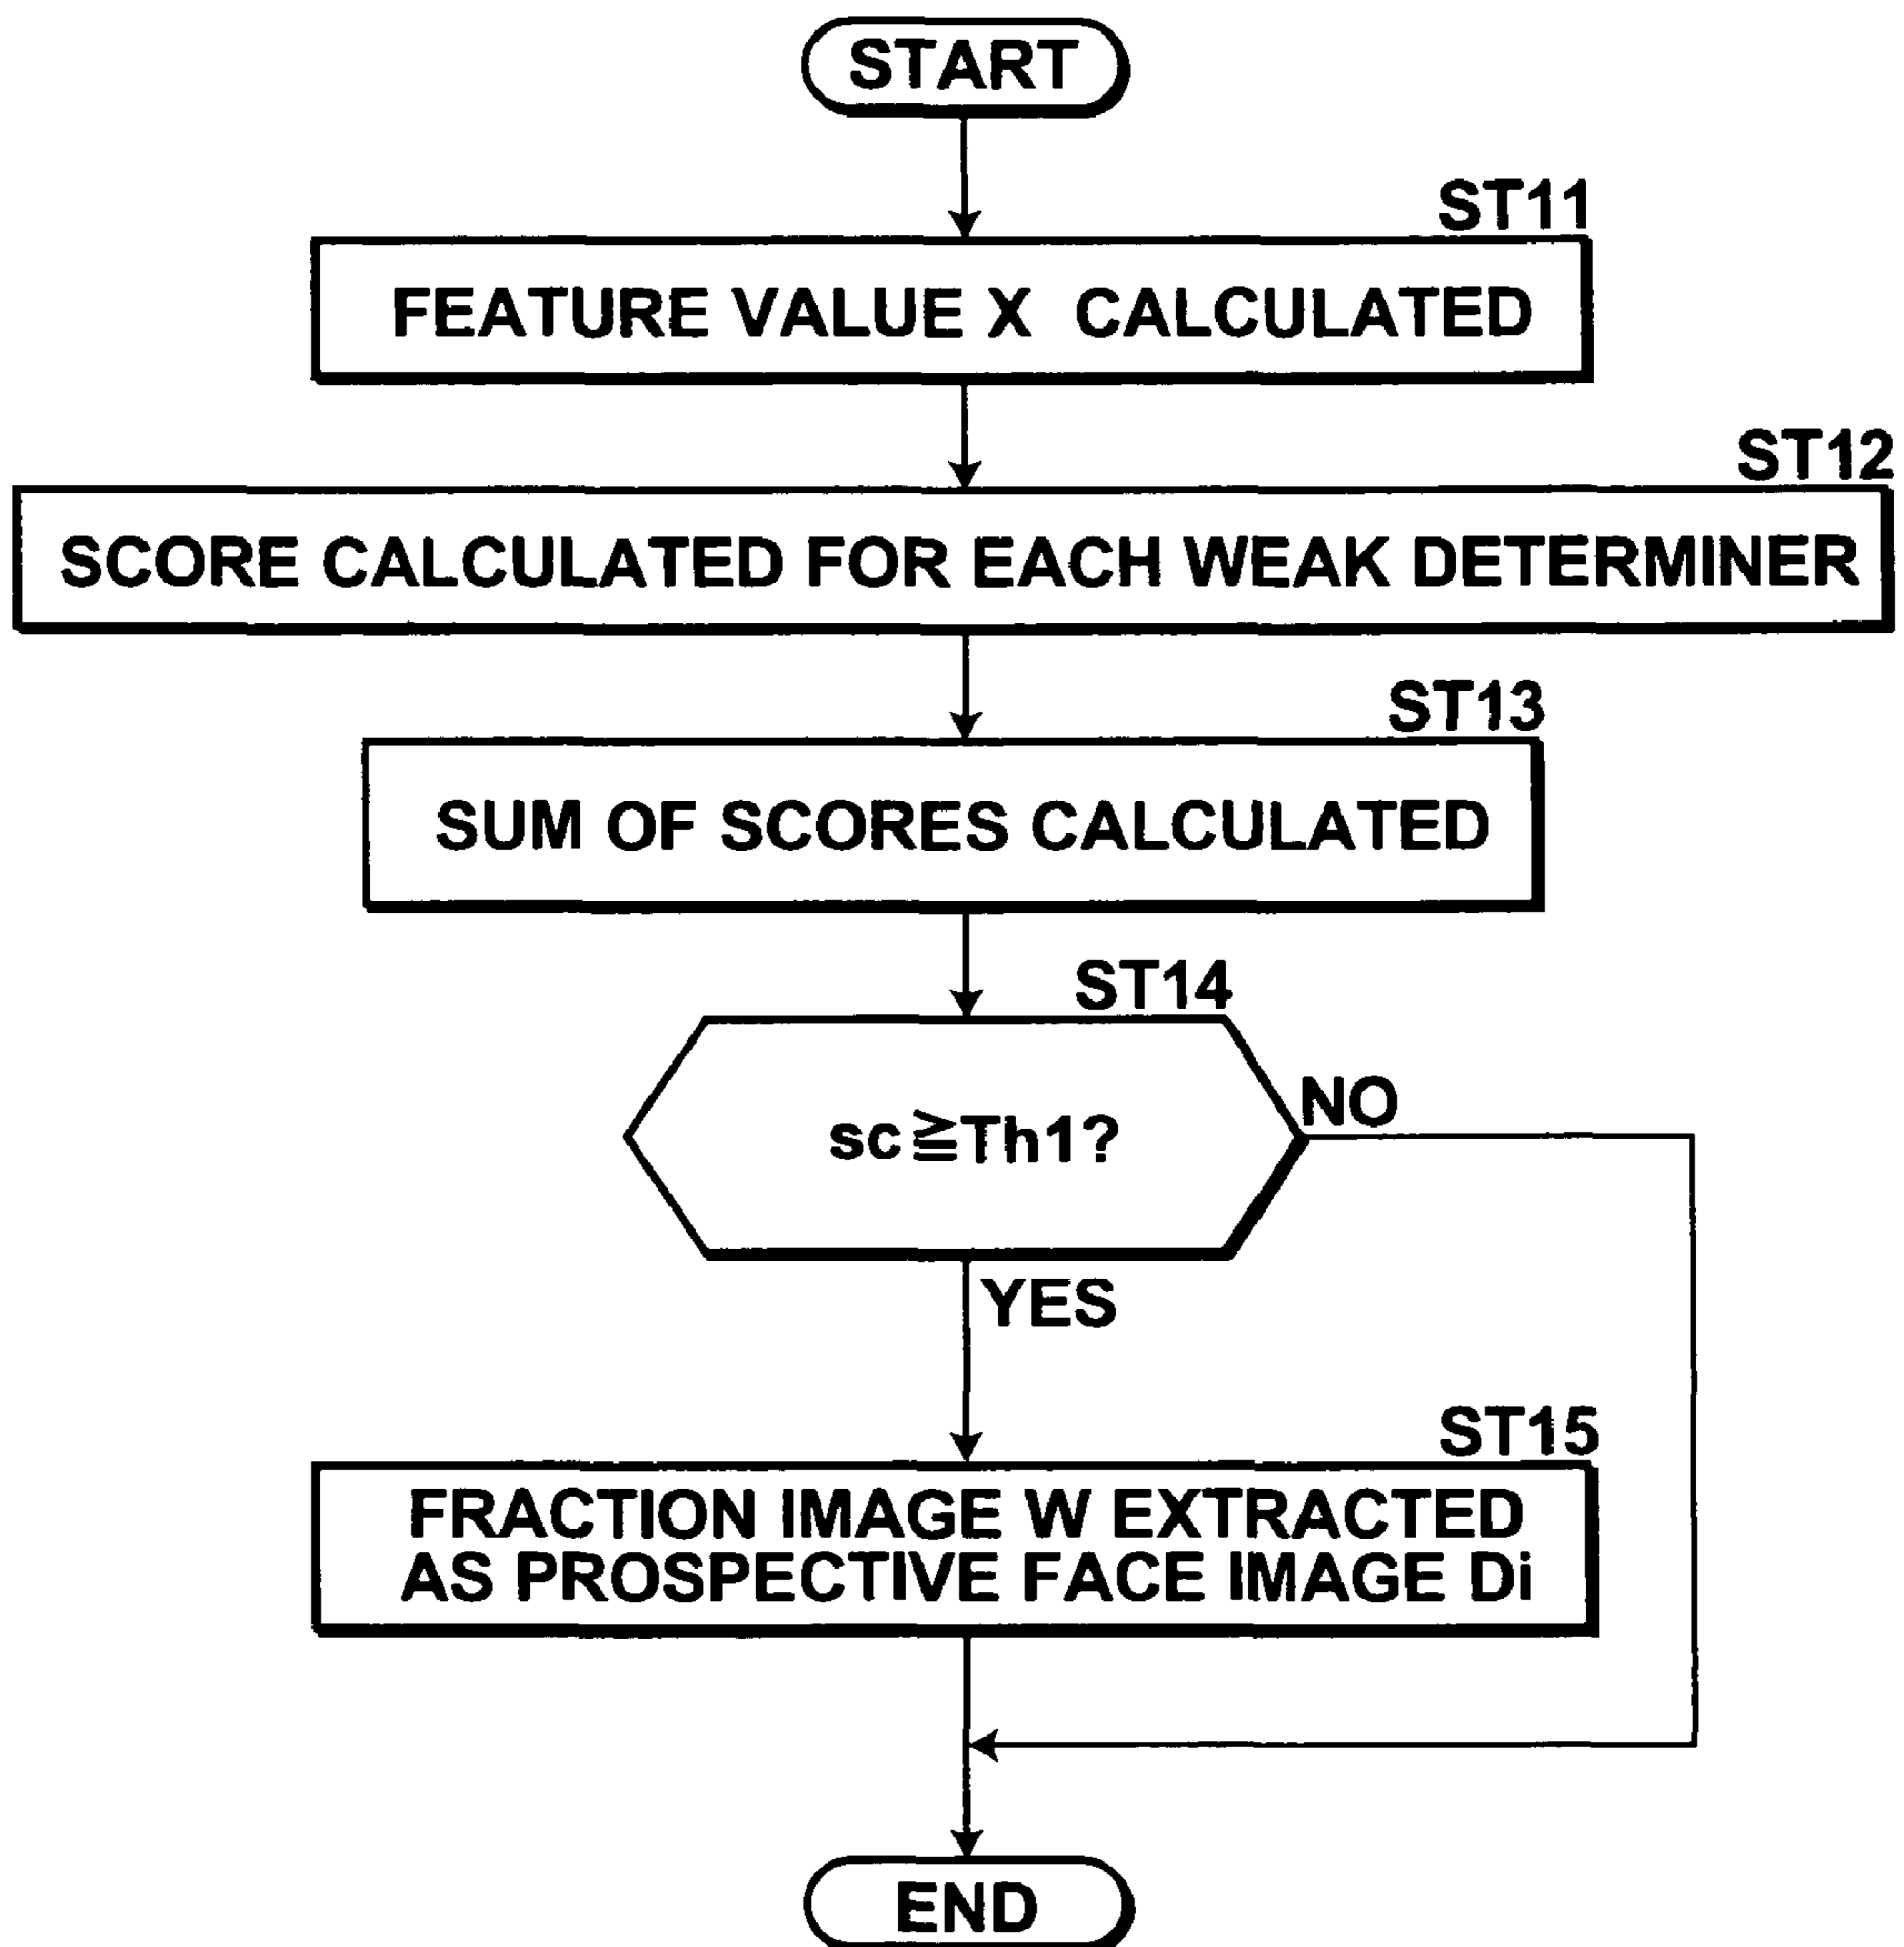 START
ST11
FEATURE VALUE X CALCULATED
ST12
SCORE CALCULATED FOR EACH WEAK DETERMINER
ST13
SUM OF SCORES CALCULATED
ST14
sc≧Th1?
NO
YES
ST15
FRACTION IMAGE W EXTRACTED
AS PROSPECTIVE FACE IMAGE Di
END